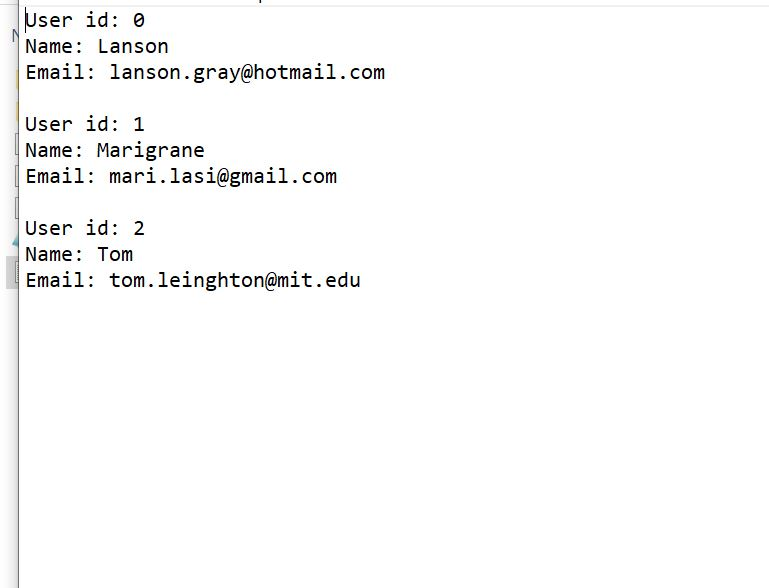 User id: 0
Name: Lanson
Email: lanson.gray@hotmail.com
User id: 1
Name: Marigrane
Email: mari.lasi@gmail.com
User id: 2
Name: Tom
Email: tom.leinghton@mit.edu